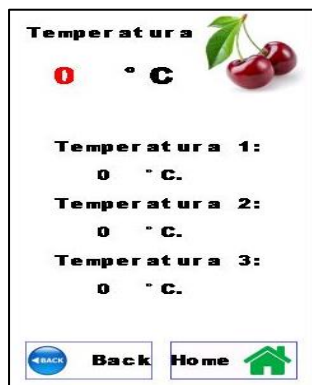 Temperatura
0 °C
Temperatura 1:
0 °C.
Temperatura 2:
0 °C.
Temperatura 3:
0 °C.
BACK Back Home